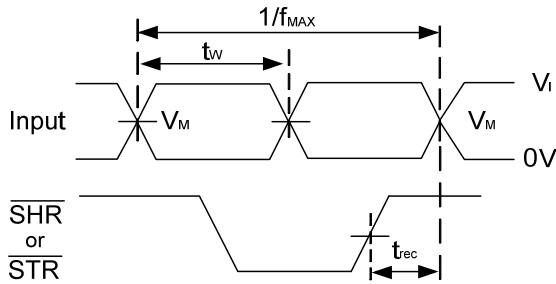 1/fMAX
tW
VI
Input
VM
VM
0V
SHR
or
STR
trec